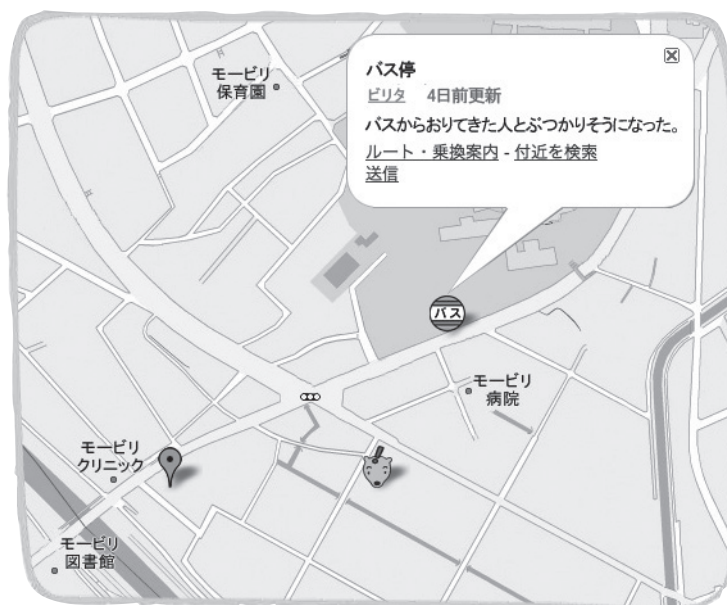 バス停
ビリタ 4日前更新
バスからおりてきた人とぶつかりそうになった。
ルート・乗換案内 - 付近を検索
送信
モービリ
保育園
バス
モービリ
病院
モービリ
クリニック
モービリ
図書館